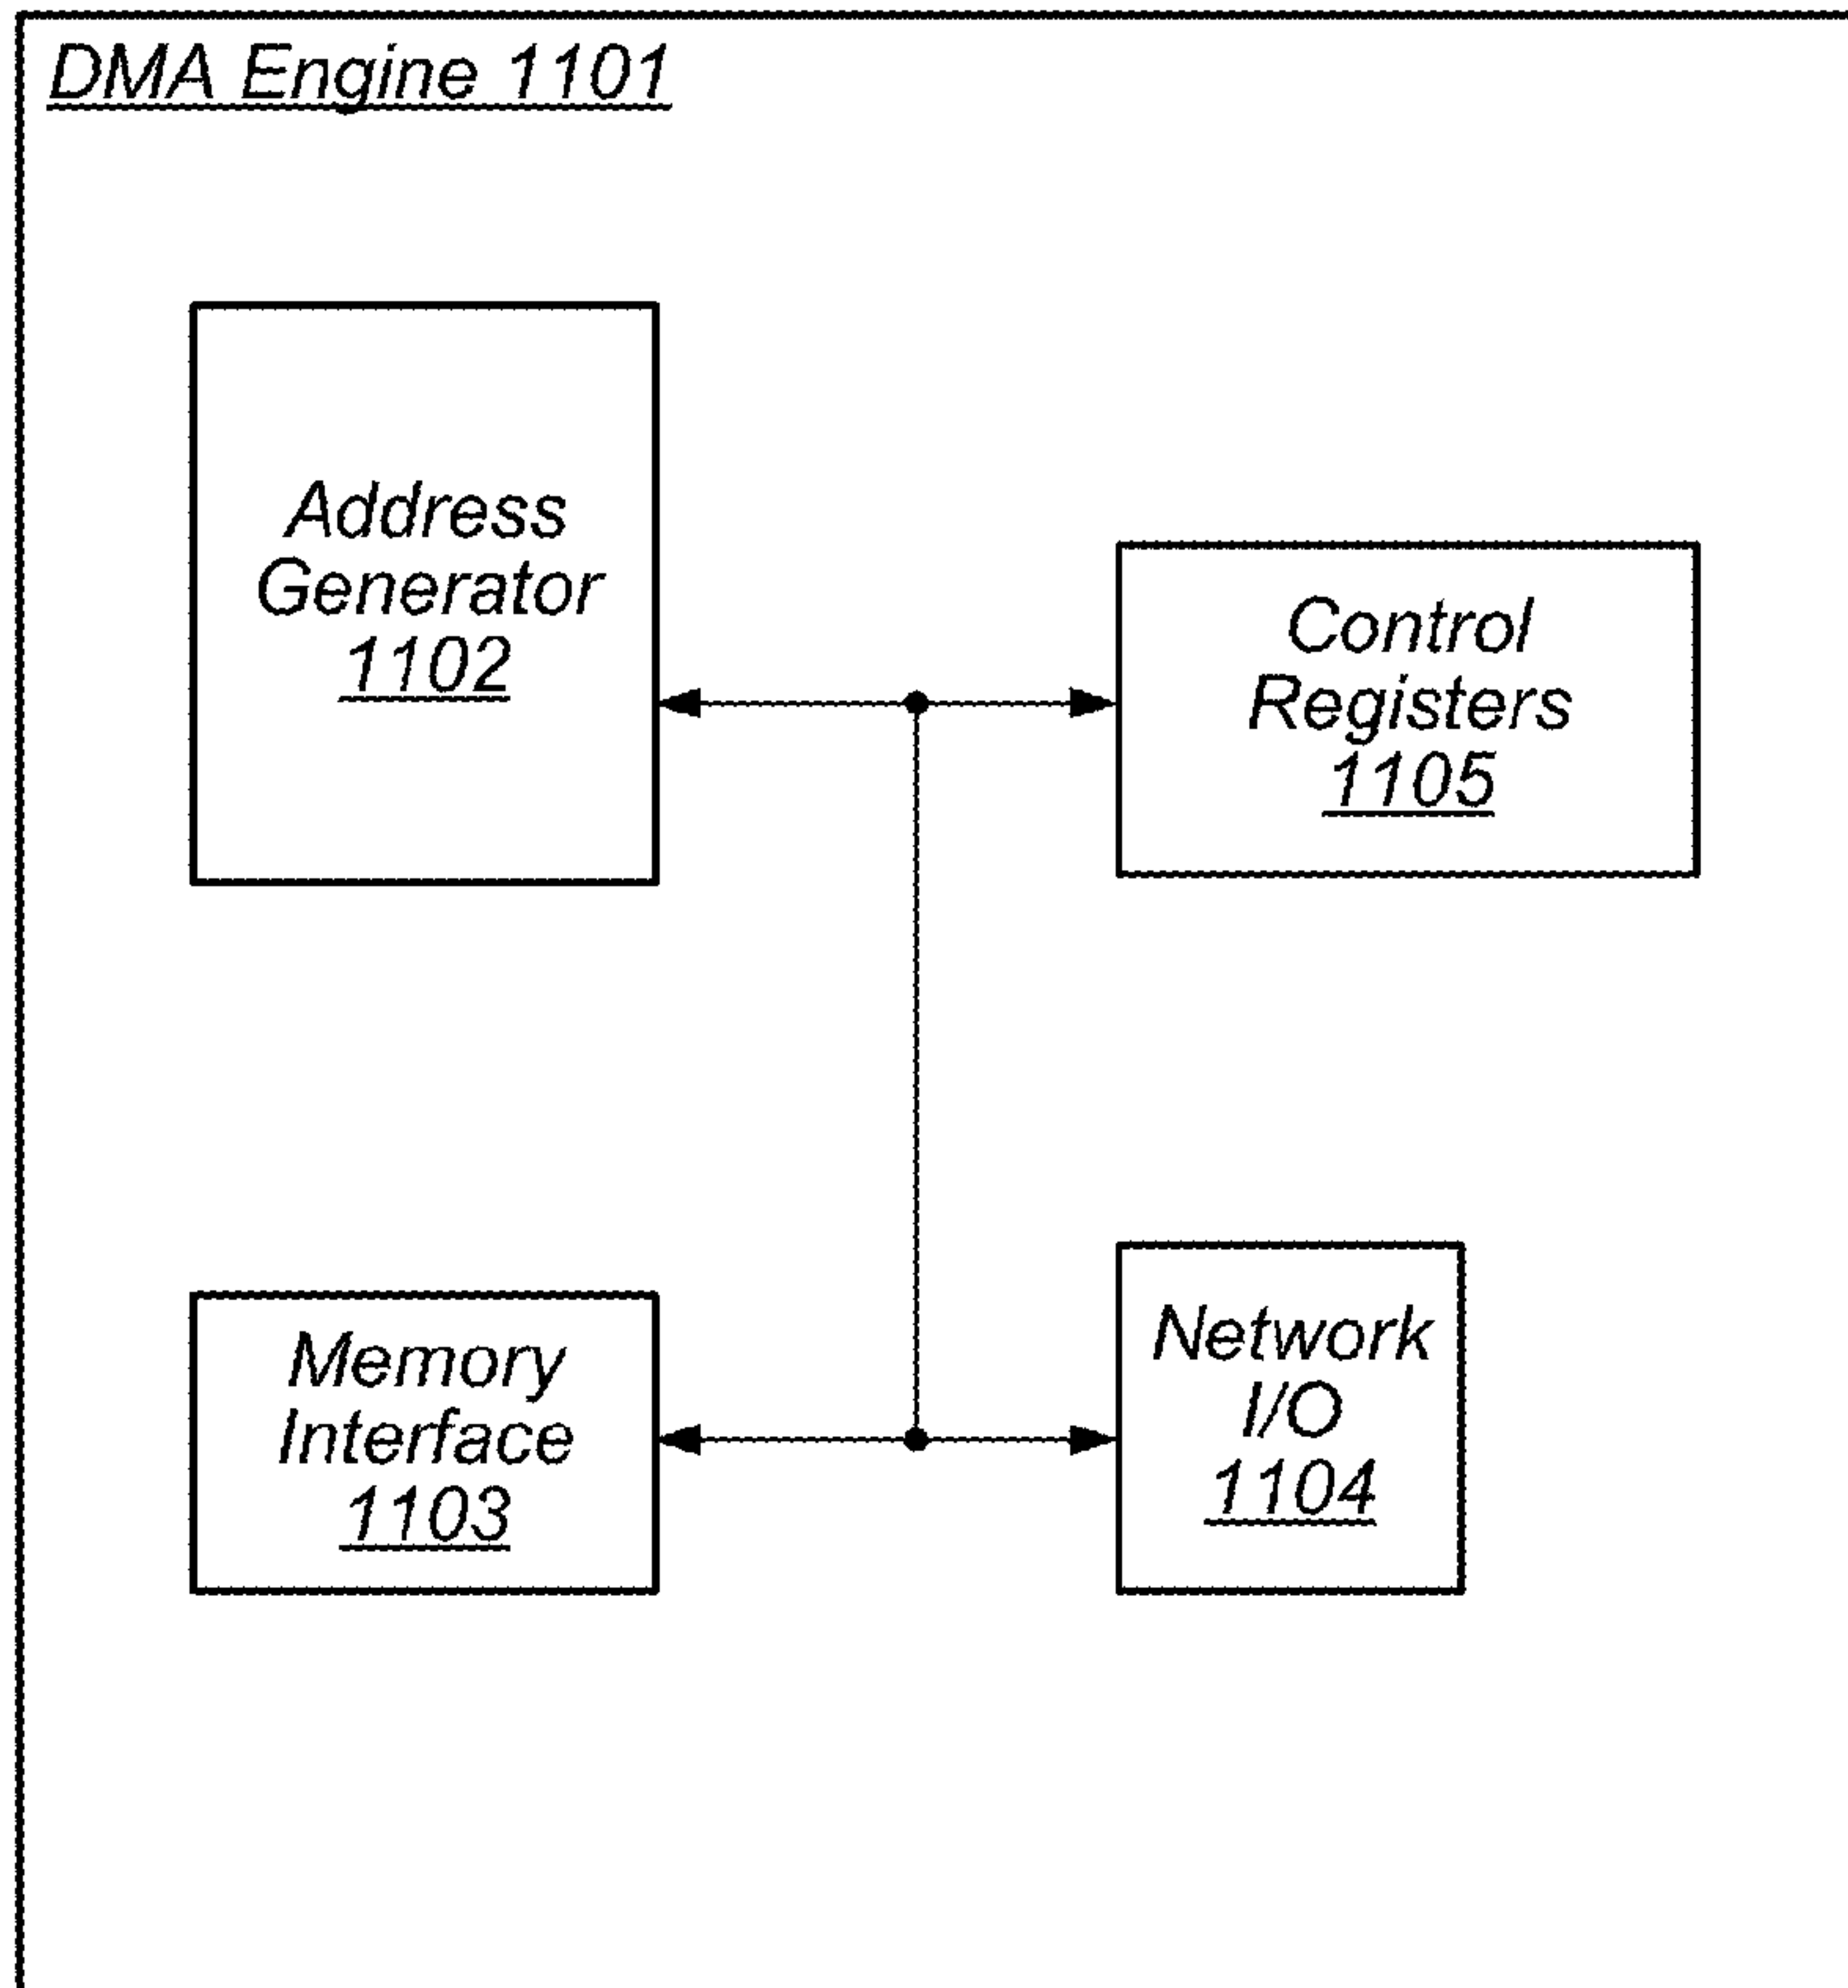 DMA Engine 1101
Address
Generator
1102
Control
Registers
1105
Memory
Interface
1103
Network
I/O
1104